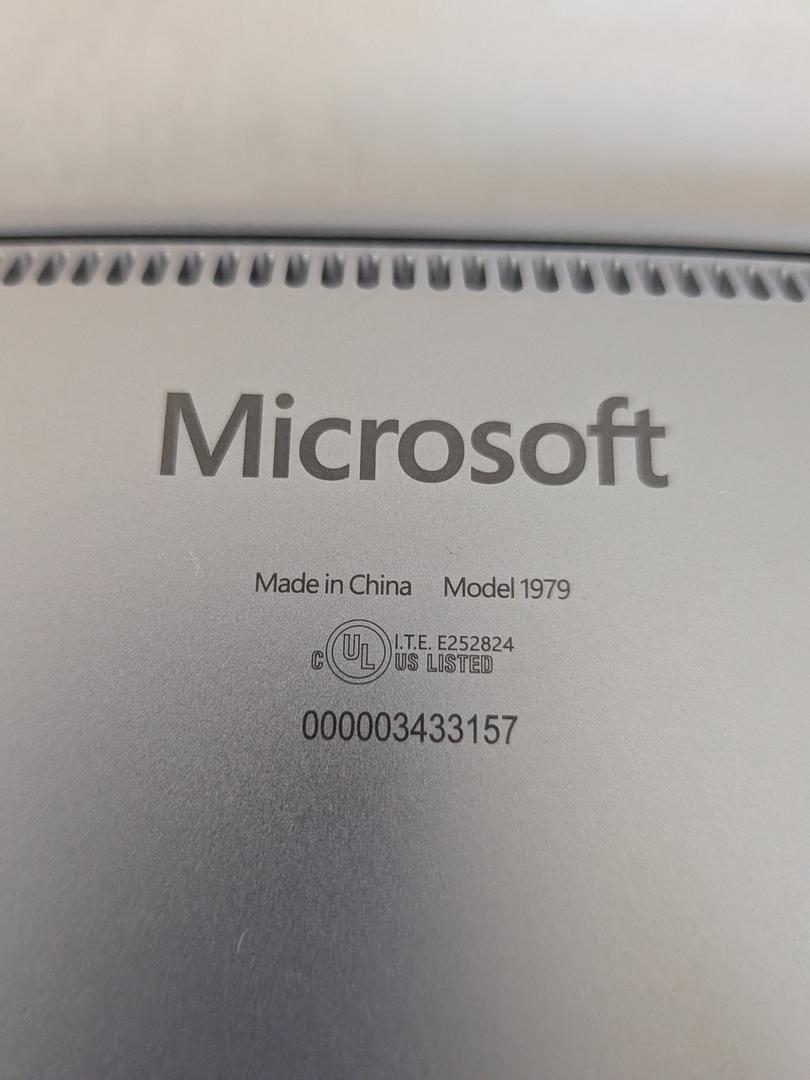 Microsoft
Made in China Model 1979
C UL I.T.E. E252824
US LISTED
000003433157